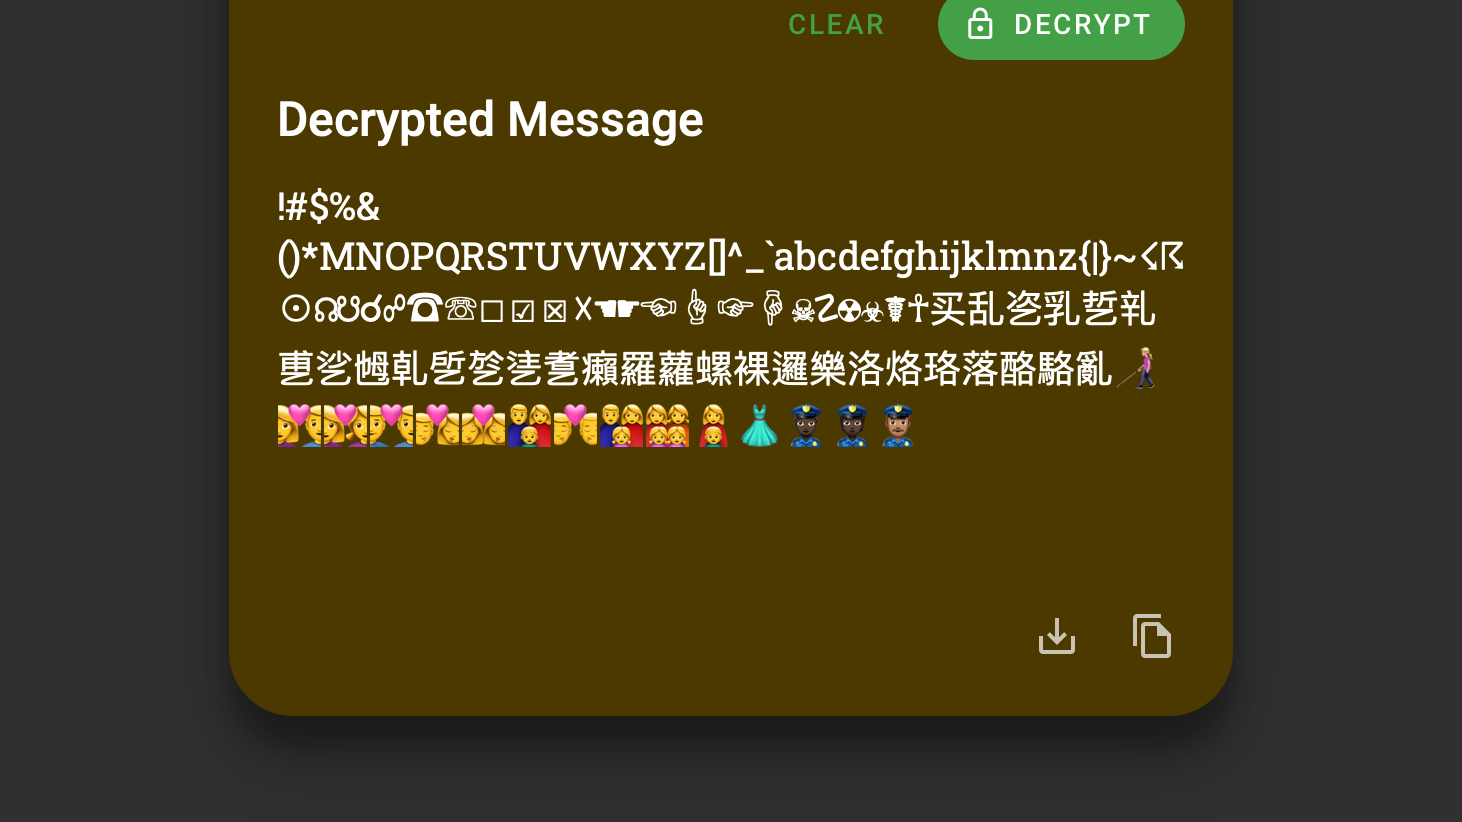 CLEAR
DECRYPT
Decrypted Message
!#$%&
()*MNOPQRSTUVWXYZ[]^_`abcdefghijklmnz{|}~☇☈
☉☊☋☌☍☎☏☐☑☒☓☚☛☜☝☞☟☠☡☢☣☤☥买乱乲乳乴乵
乶乷乸乹乺乻乼乽癩羅蘿螺裸邏樂洛烙珞落酪駱亂